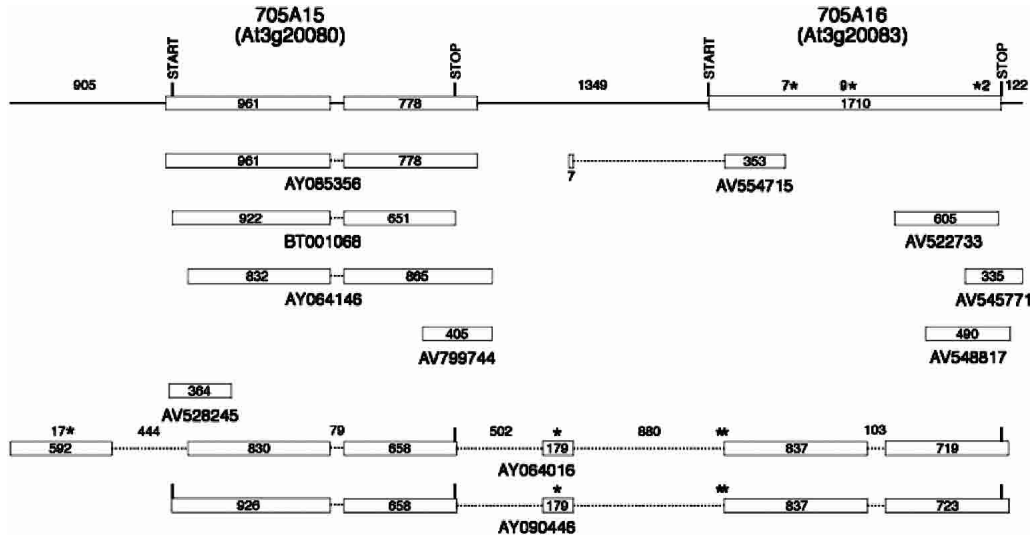 705A15 705A16
(At3g20080) (At3g20083)
START STOP START STOP
905 1349 7* 9* *2 122
961 778 1710
961 778 7 353
AY085356 AV554715
922 651 605
BT001068 AV522733
832 865 335
AY064146 AV545771
405 490
AV799744 AV548817
364
AV528245
17* 444 79 502 * 880 ** 103
592 830 658 179 837 719
AY064016
* **
926 658 179 837 723
AY090446